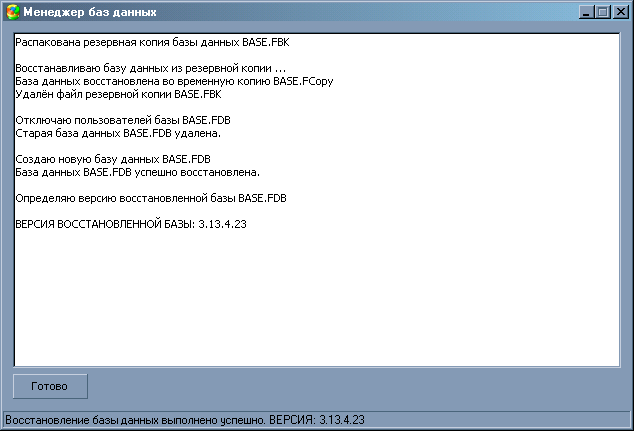 Менеджер баз данных
Распакована резервная копия базы данных BASE.FBK
Восстанавливаю базу данных из резервной копии ...
База данных восстановлена во временную копию BASE.FCopy
Удалён файл резервной копии BASE.FBK
Отключаю пользователей базы BASE.FDB
Старая база данных BASE.FDB удалена.
Создаю новую базу данных BASE.FDB
База данных BASE.FDB успешно восстановлена.
Определяю версию восстановленной базы BASE.FDB
ВЕРСИЯ ВОССТАНОВЛЕННОЙ БАЗЫ: 3.13.4.23
Готово
Восстановление базы данных выполнено успешно. ВЕРСИЯ: 3.13.4.23